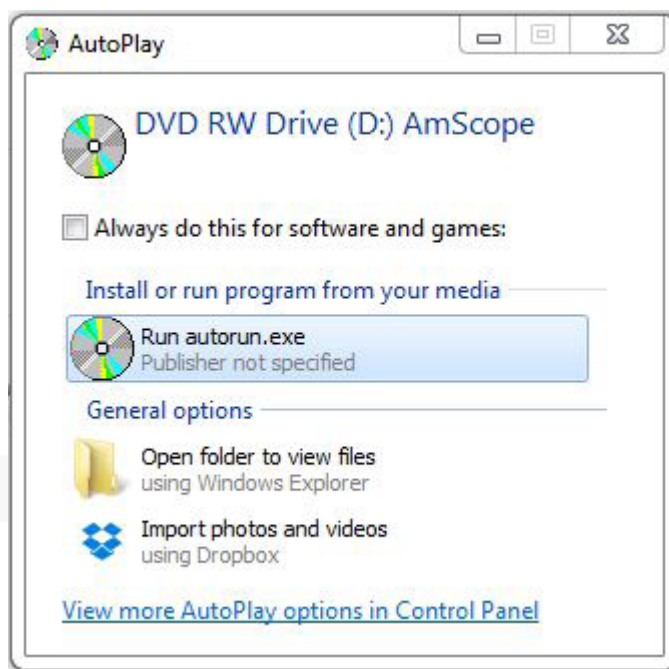 AutoPlay
DVD RW Drive (D:) AmScope
Always do this for software and games:
Install or run program from your media
Run autorun.exe
Publisher not specified
General options
Open folder to view files
using Windows Explorer
Import photos and videos
using Dropbox
View more AutoPlay options in Control Panel